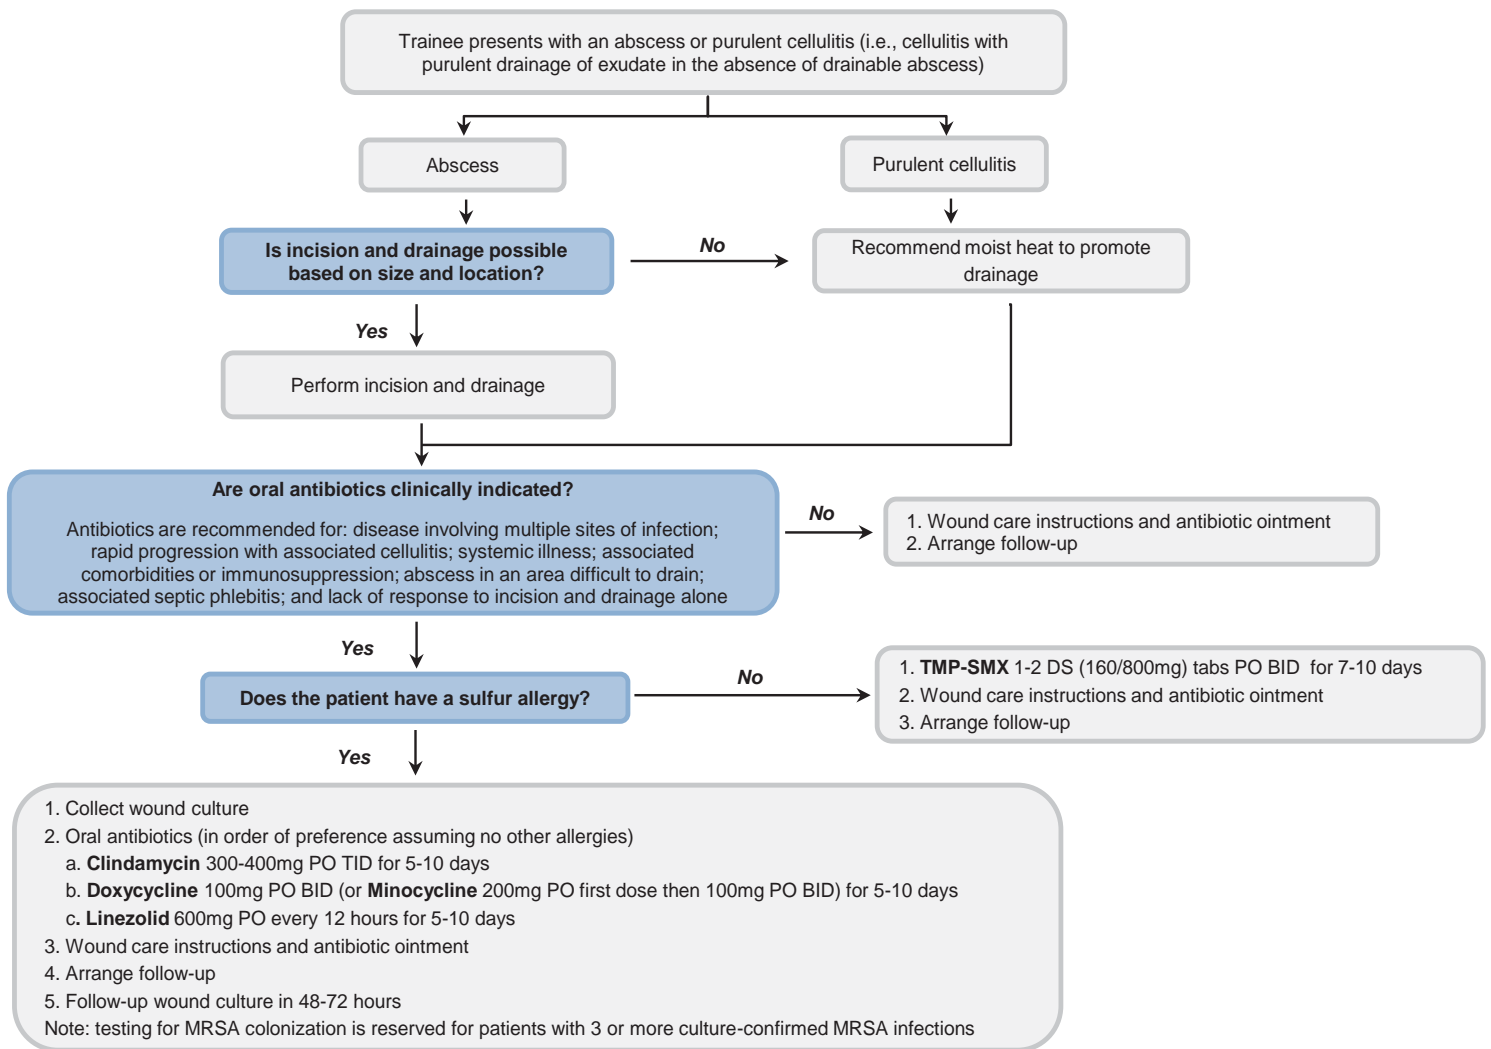 Trainee presents with an abscess or purulent cellulitis (i.e., cellulitis with
purulent drainage of exudate in the absence of drainable abscess)
Abscess
Purulent cellulitis
Is incision and drainage possible
based on size and location?
No
Recommend moist heat to promote
drainage
Yes
Perform incision and drainage
Are oral antibiotics clinically indicated?
Antibiotics are recommended for: disease involving multiple sites of infection;
rapid progression with associated cellulitis; systemic illness; associated
comorbidities or immunosuppression; abscess in an area difficult to drain;
associated septic phlebitis; and lack of response to incision and drainage alone
No
1. Wound care instructions and antibiotic ointment
2. Arrange follow-up
Yes
Does the patient have a sulfur allergy?
No
1. TMP-SMX 1-2 DS (160/800mg) tabs PO BID for 7-10 days
2. Wound care instructions and antibiotic ointment
3. Arrange follow-up
Yes
1. Collect wound culture
2. Oral antibiotics (in order of preference assuming no other allergies)
a. Clindamycin 300-400mg PO TID for 5-10 days
b. Doxycycline 100mg PO BID (or Minocycline 200mg PO first dose then 100mg PO BID) for 5-10 days
c. Linezolid 600mg PO every 12 hours for 5-10 days
3. Wound care instructions and antibiotic ointment
4. Arrange follow-up
5. Follow-up wound culture in 48-72 hours
Note: testing for MRSA colonization is reserved for patients with 3 or more culture-confirmed MRSA infections